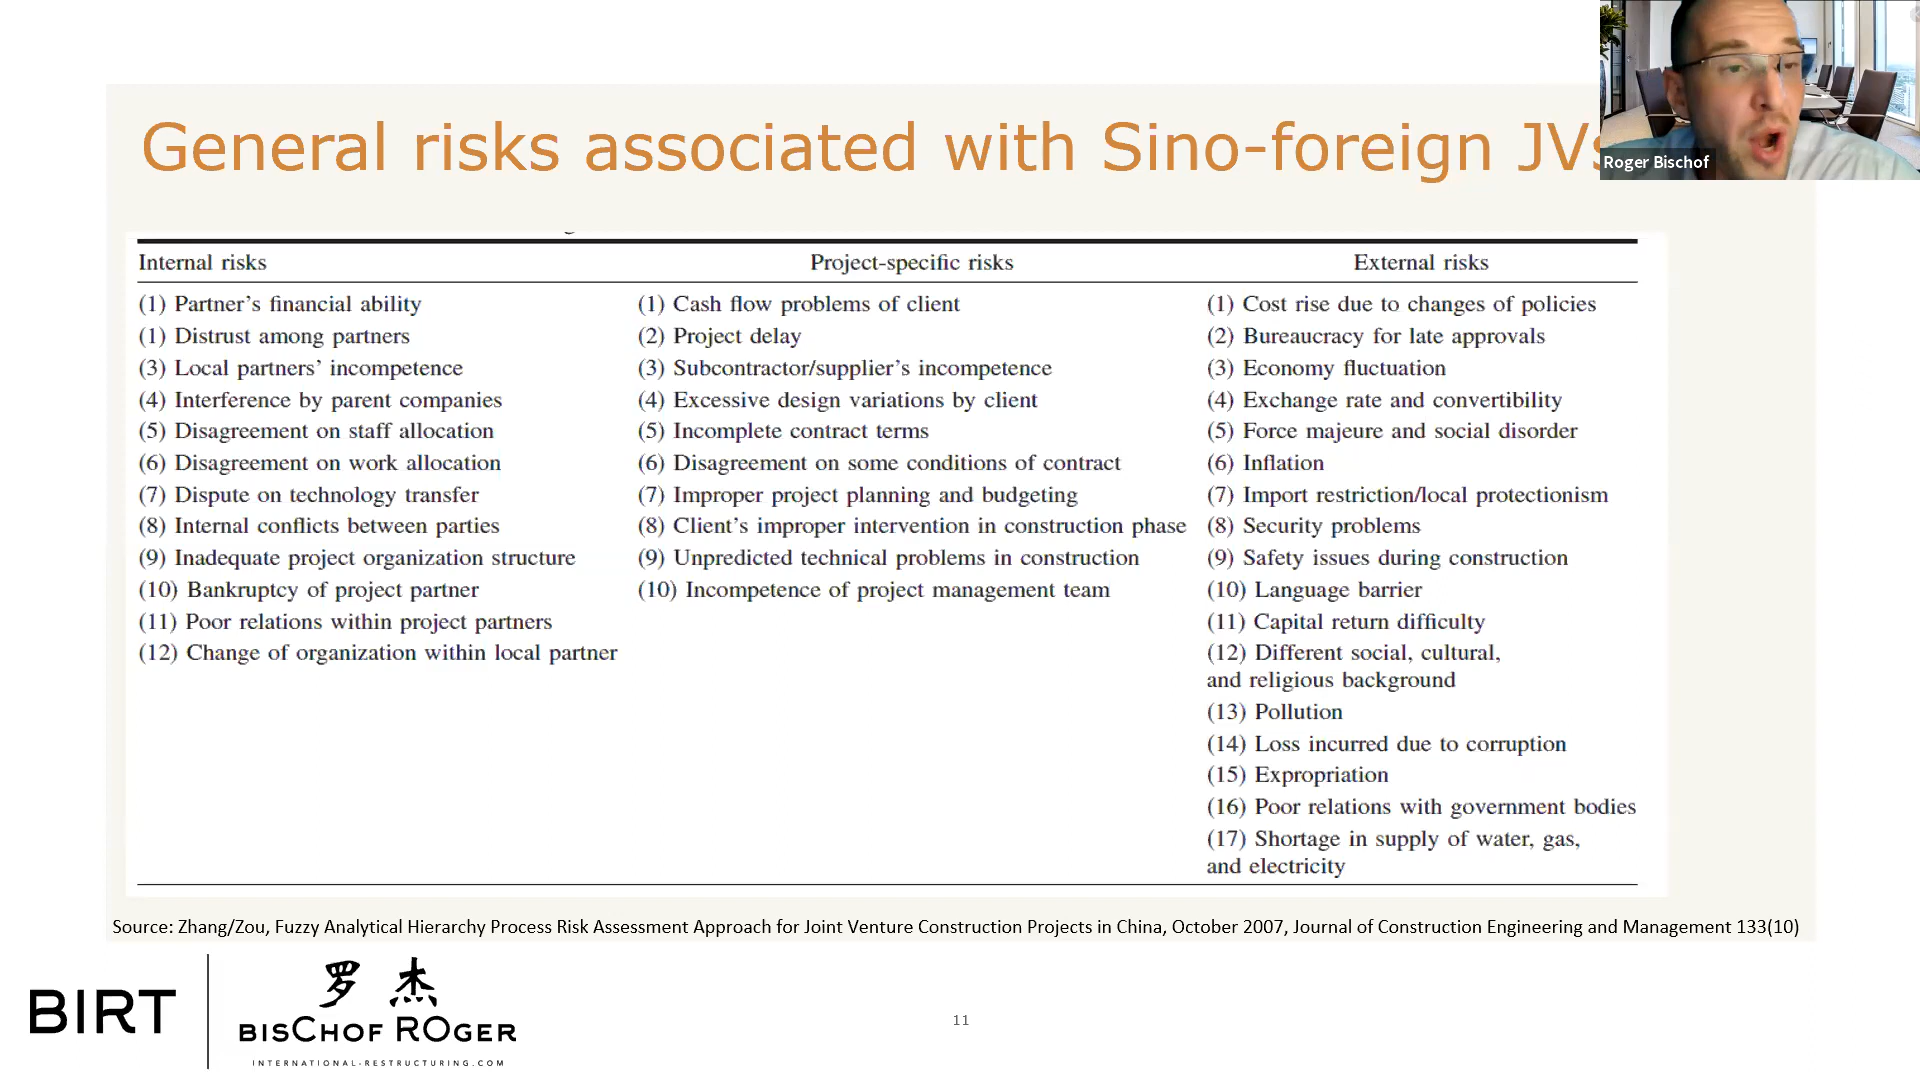 General risks associated with Sino-foreign JVs
Roger Bischof
Internal risks
(1) Partner's financial ability
(1) Distrust among partners
(3) Local partners' incompetence
(4) Interference by parent companies
(5) Disagreement on staff allocation
(6) Disagreement on work allocation
(7) Dispute on technology transfer
(8) Internal conflicts between parties
(9) Inadequate project organization structure
(10) Bankruptcy of project partner
(11) Poor relations within project partners
(12) Change of organization within local partner
Project-specific risks
(1) Cash flow problems of client
(2) Project delay
(3) Subcontractor/supplier's incompetence
(4) Excessive design variations by client
(5) Incomplete contract terms
(6) Disagreement on some conditions of contract
(7) Improper project planning and budgeting
(8) Client's improper intervention in construction phase
(9) Unpredicted technical problems in construction
(10) Incompetence of project management team
External risks
(1) Cost rise due to changes of policies
(2) Bureaucracy for late approvals
(3) Economy fluctuation
(4) Exchange rate and convertibility
(5) Force majeure and social disorder
(6) Inflation
(7) Import restriction/local protectionism
(8) Security problems
(9) Safety issues during construction
(10) Language barrier
(11) Capital return difficulty
(12) Different social, cultural,
and religious background
(13) Pollution
(14) Loss incurred due to corruption
(15) Expropriation
(16) Poor relations with government bodies
(17) Shortage in supply of water, gas,
and electricity
Source: Zhang/Zou, Fuzzy Analytical Hierarchy Process Risk Assessment Approach for Joint Venture Construction Projects in China, October 2007, Journal of Construction Engineering and Management 133(10)
BIRT
罗 杰
BISCHOF ROGER
INTERNATIONAL-RESTRUCTURING.COM
11